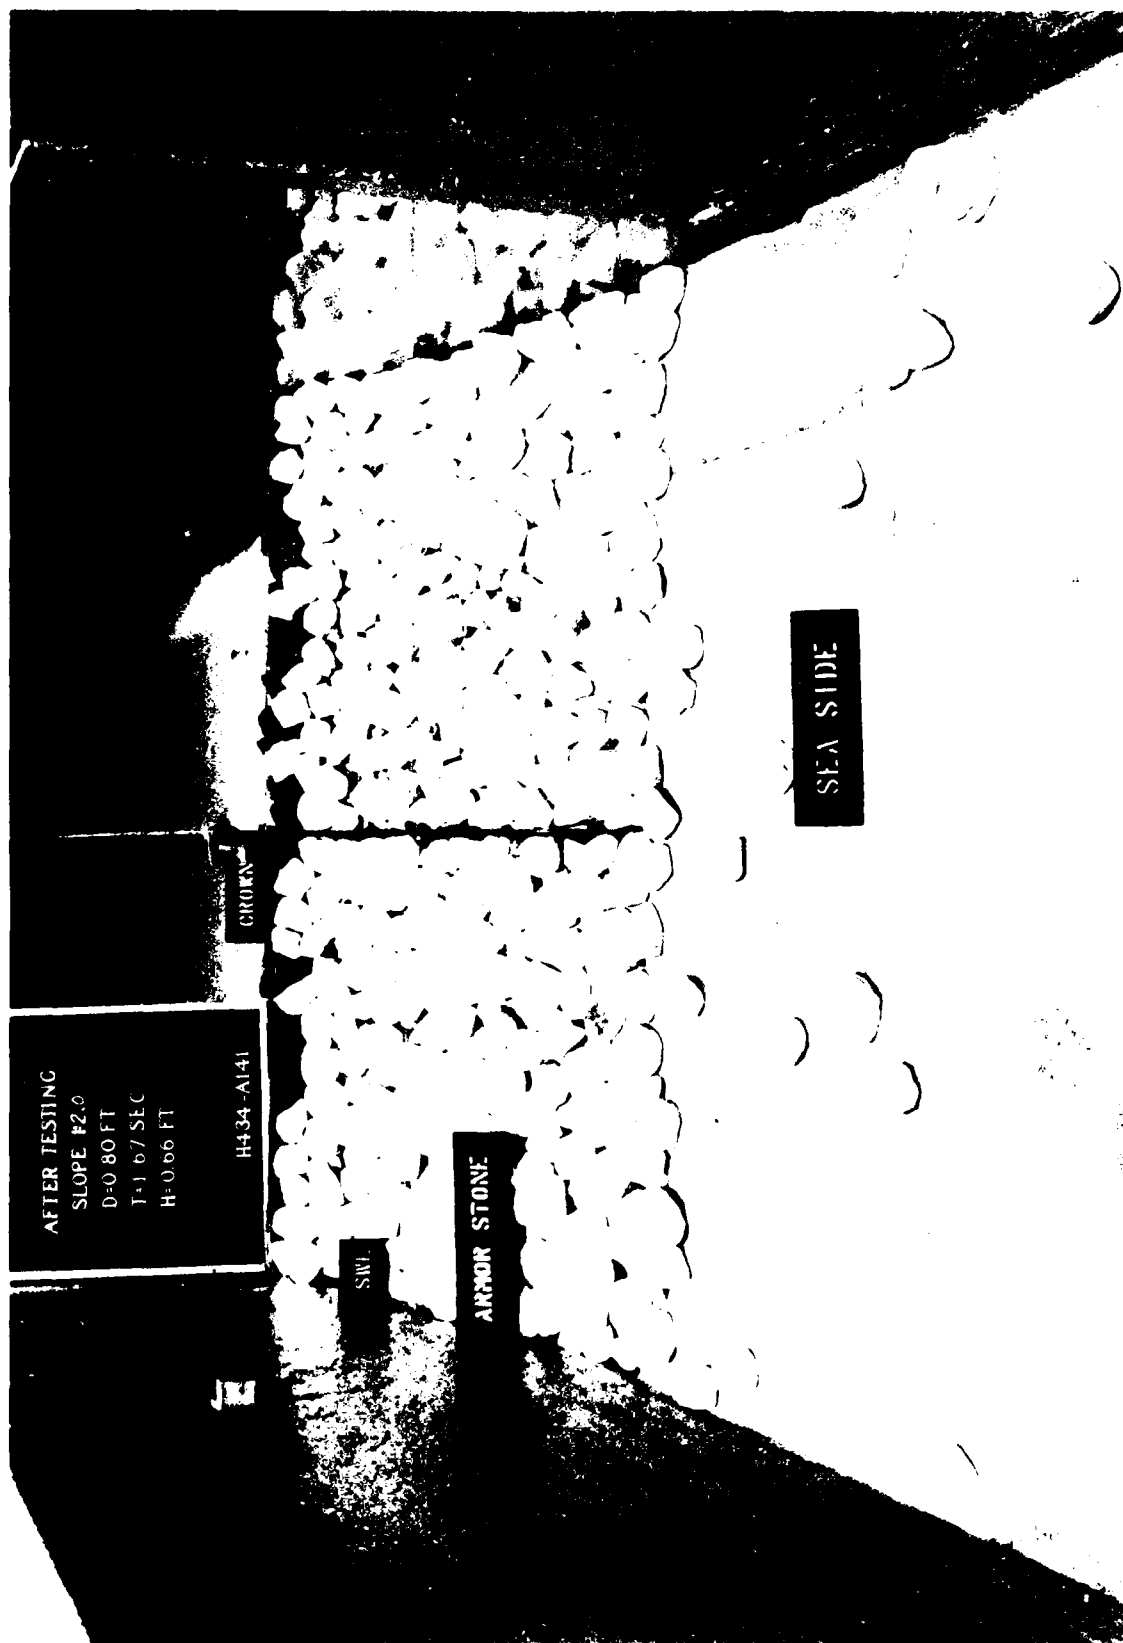 AFTER TESTING
SLOPE 1:2.0
D=0.80 FT
T=1.67 SEC
H=0.66 FT
H434-A141
CROWN
SWL
ARMOR STONE
SEA SIDE